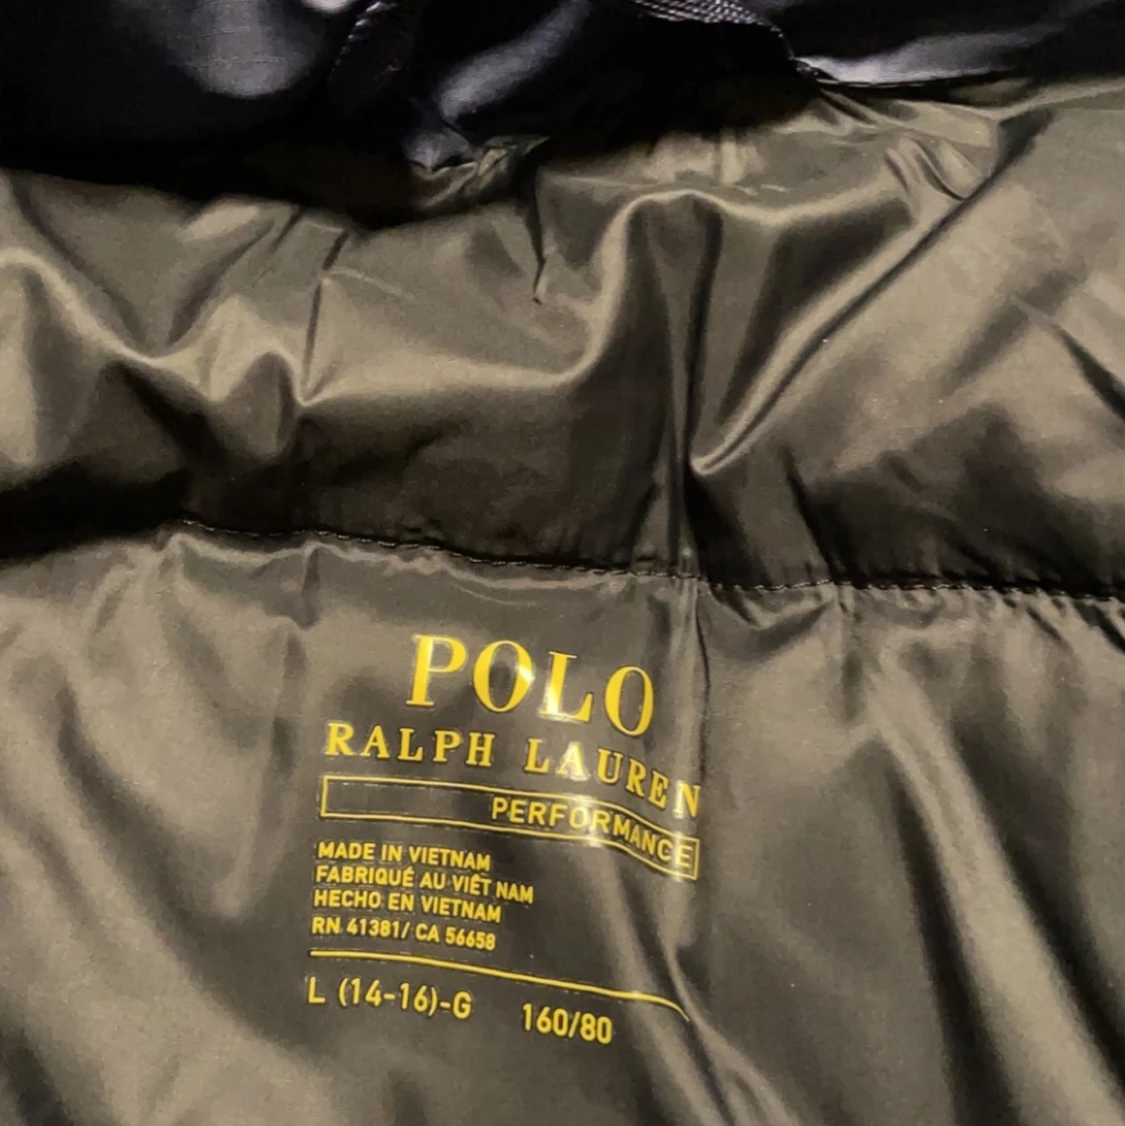 POLO
RALPH LAUREN
PERFORMANCE
MADE IN VIETNAM
FABRIQUÉ AU VIÊT NAM
HECHO EN VIETNAM
RN 41381/ CA 56658
L (14-16)-G 160/80